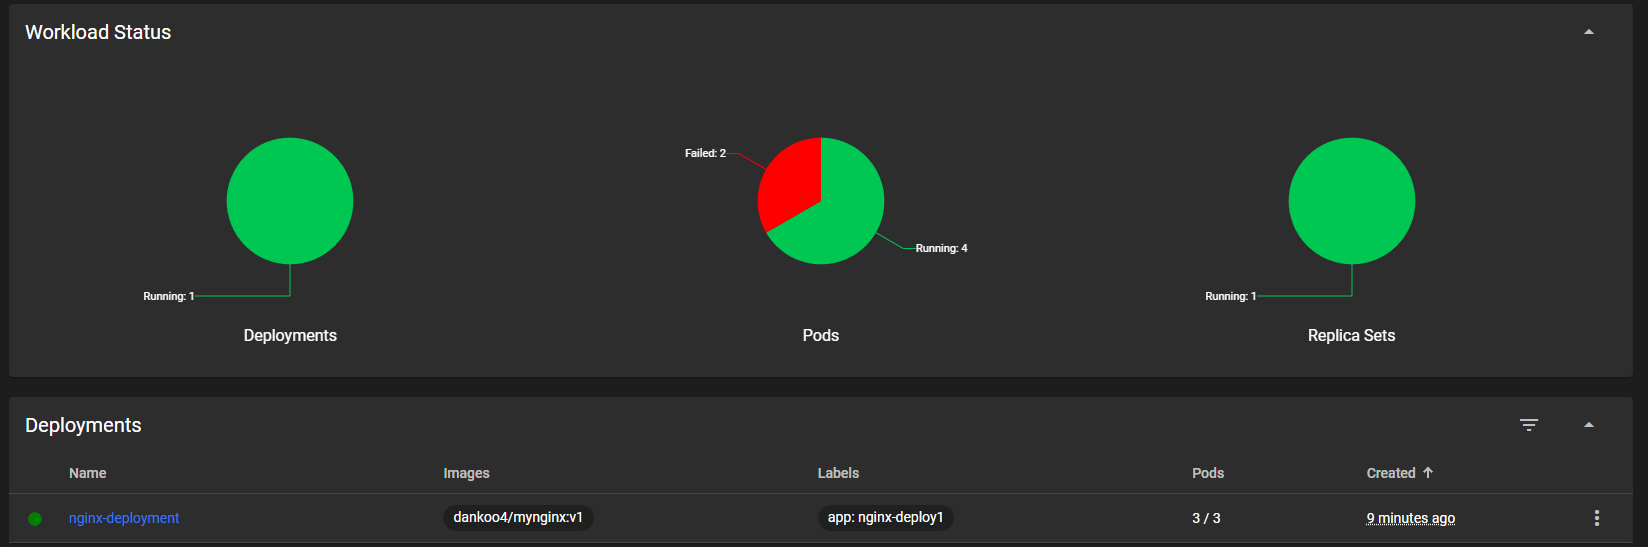 Workload Status
Failed: 2
Running: 4
Running: 1
Running: 1
Deployments
Pods
Replica Sets
Deployments
Name Images Labels Pods Created
nginx-deployment dankoo4/mynginx:v1 app: nginx-deploy1 3 / 3 9 minutes ago